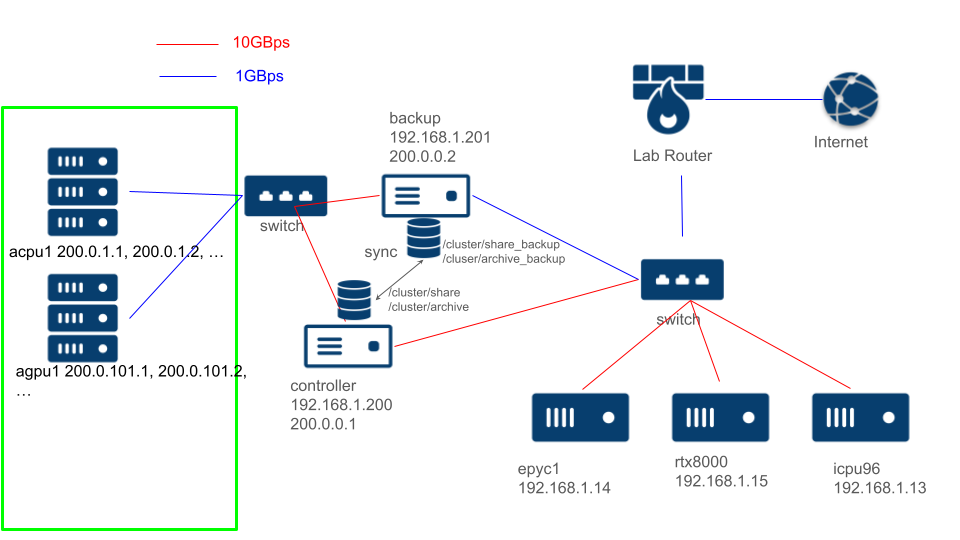 10GBps
1GBps
backup
192.168.1.201
200.0.0.2
Lab Router
Internet
switch
acpu1 200.0.1.1, 200.0.1.2, …
sync
/cluster/share_backup
/cluser/archive_backup
/cluster/share
/cluster/archive
switch
agpu1 200.0.101.1, 200.0.101.2,
…
controller
192.168.1.200
200.0.0.1
epyc1
192.168.1.14
rtx8000
192.168.1.15
icpu96
192.168.1.13